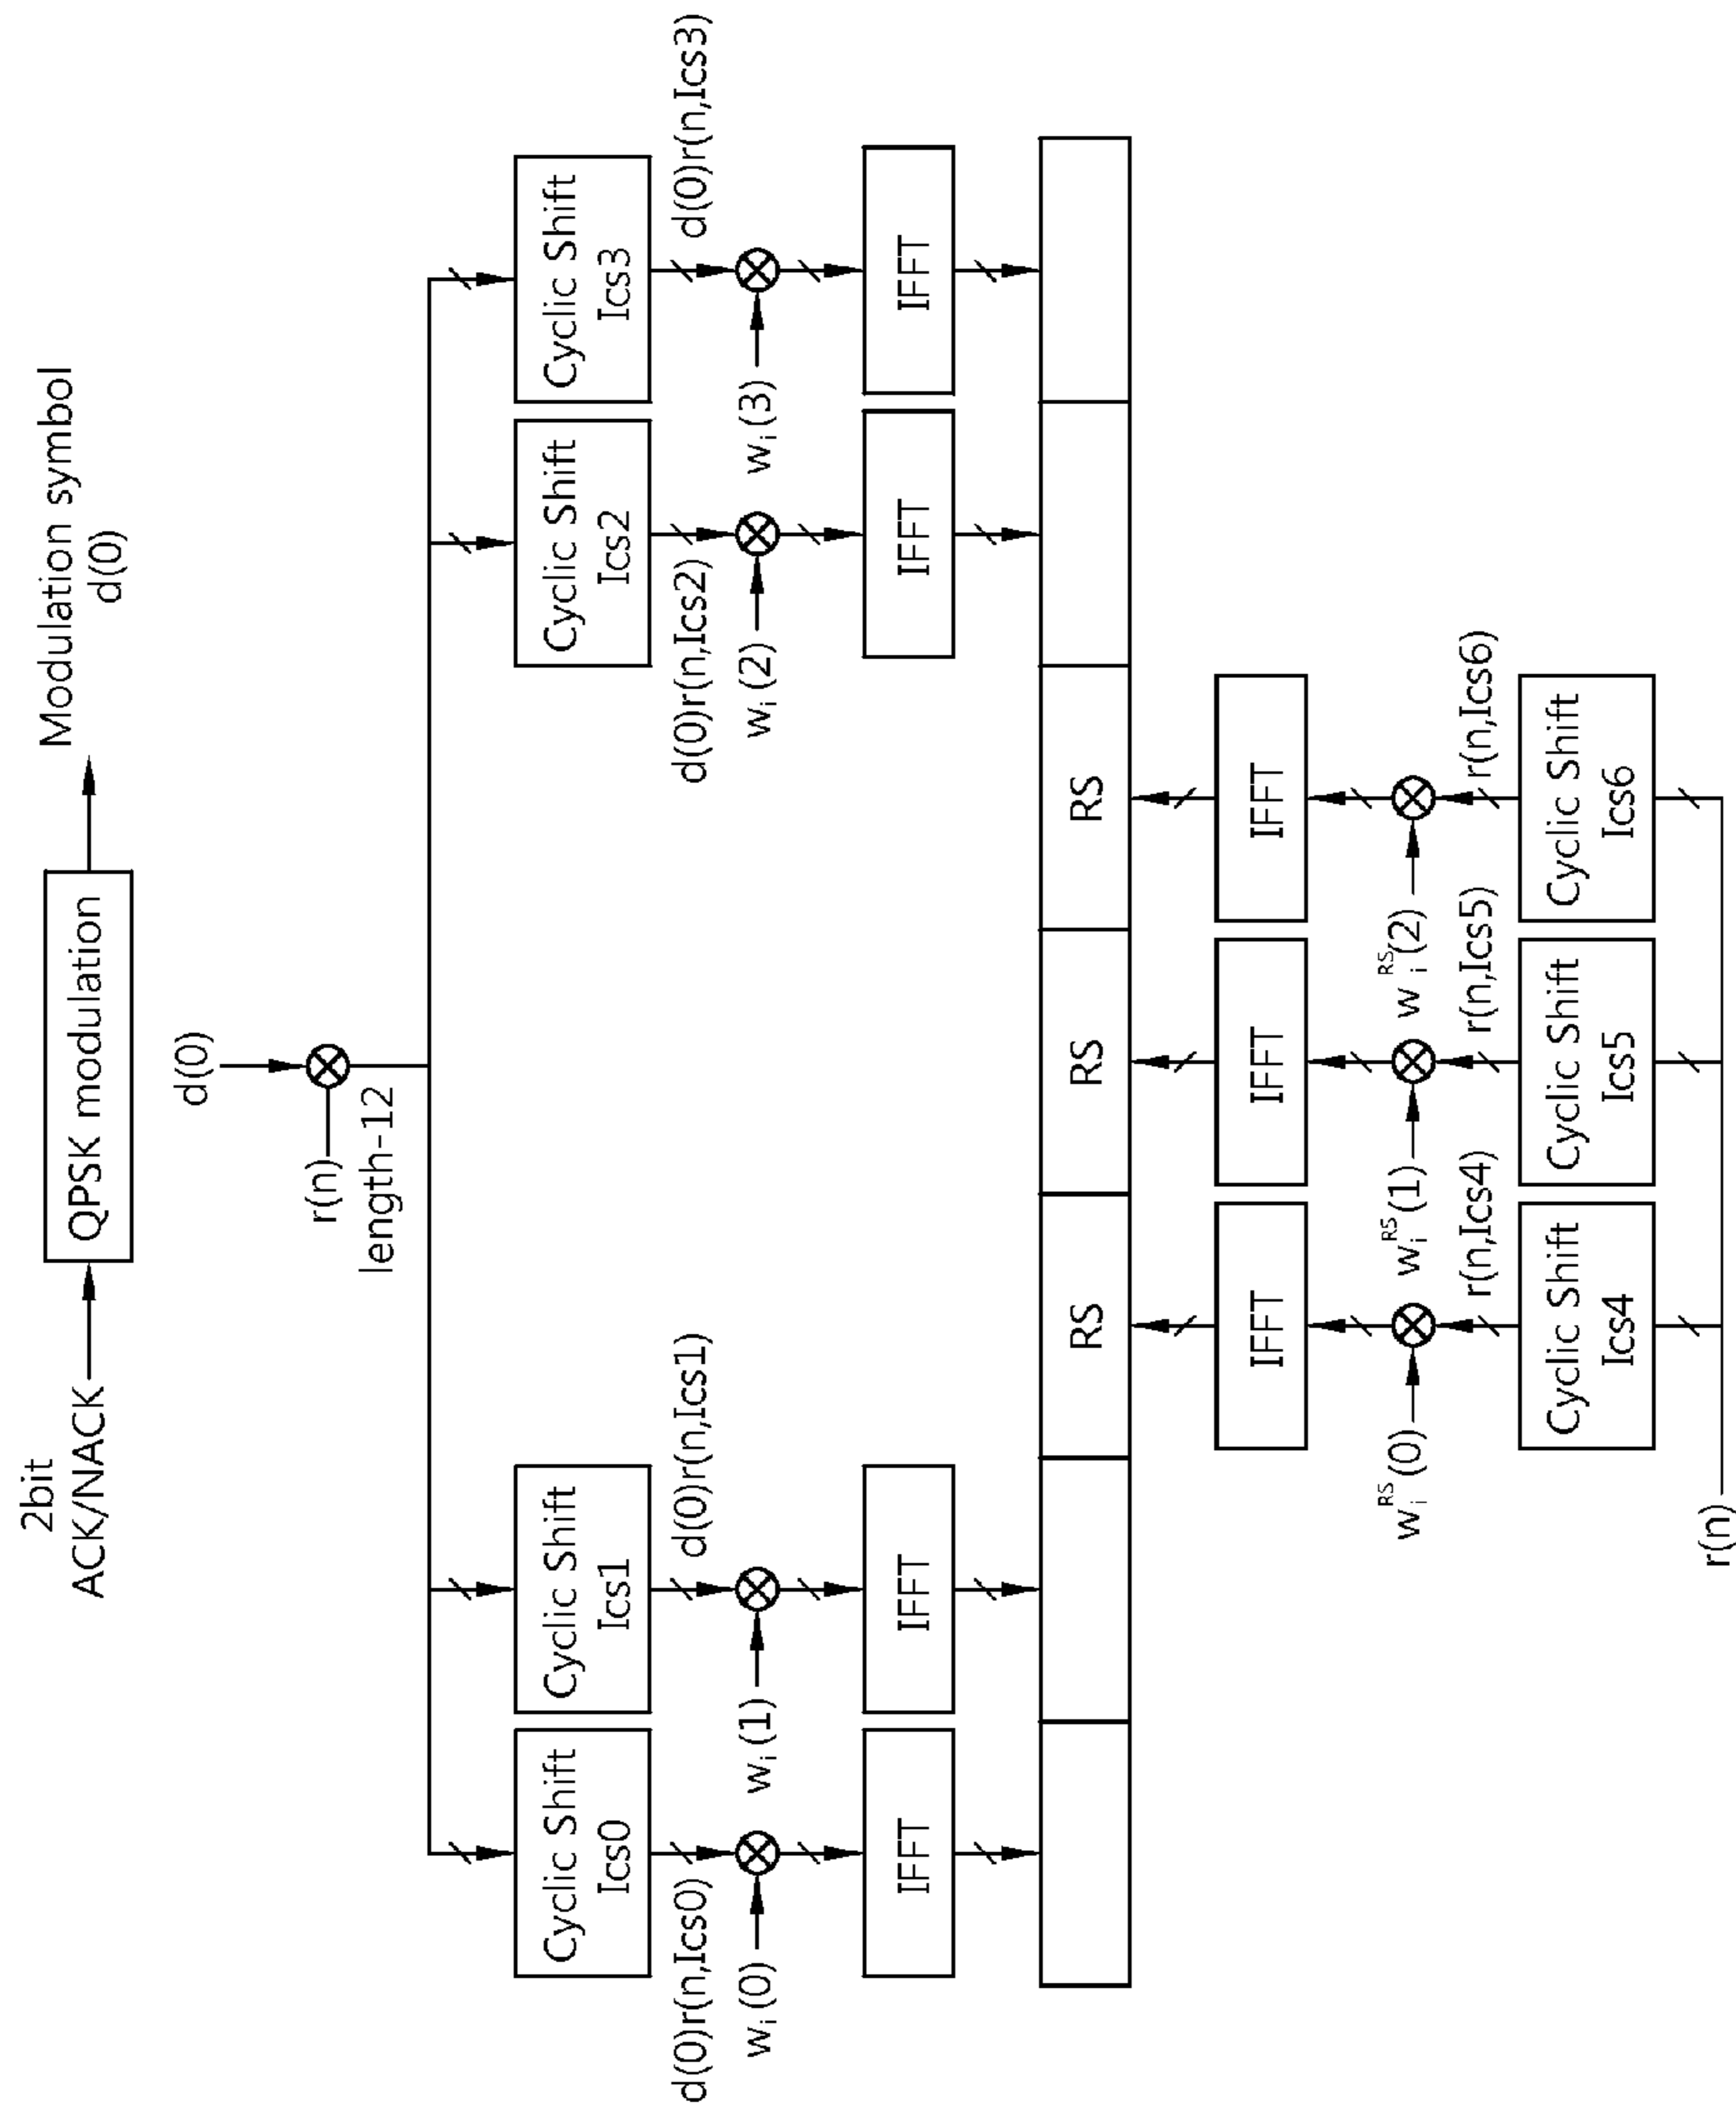 2bit
ACK/NACK
QPSK modulation
Modulation symbol
d(0)
d(0)
r(n)
length-12
Cyclic Shift
Ics0
Cyclic Shift
Ics1
Cyclic Shift
Ics2
Cyclic Shift
Ics3
d(0)r(n,Ics0)
d(0)r(n,Ics1)
d(0)r(n,Ics2)
d(0)r(n,Ics3)
wi(0)
wi(1)
wi(2)
wi(3)
IFFT
IFFT
IFFT
IFFT
RS
RS
RS
IFFT
IFFT
IFFT
wiRS(0)
wiRS(1)
wiRS(2)
r(n,Ics4)
r(n,Ics5)
r(n,Ics6)
Cyclic Shift
Ics4
Cyclic Shift
Ics5
Cyclic Shift
Ics6
r(n)